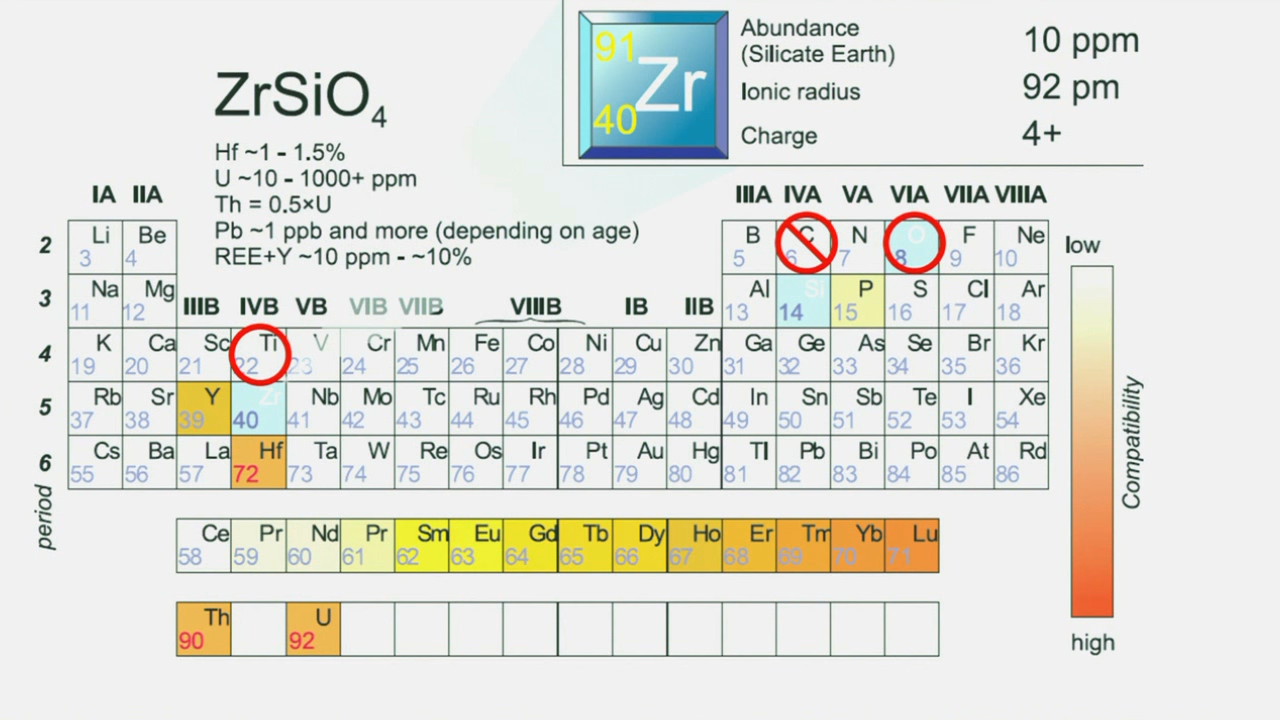 91
Zr
40
Abundance
(Silicate Earth)
10 ppm
Ionic radius
92 pm
Charge
4+
ZrSiO4
Hf ~1 - 1.5%
U ~10 - 1000+ ppm
Th = 0.5×U
Pb ~1 ppb and more (depending on age)
REE+Y ~10 ppm - ~10%
IA IIA IIIA IVA VA VIA VIIA VIIIA
2 Li Be B C N O F Ne
3 4 5 6 7 8 9 10
3 Na Mg Al Si P S Cl Ar
11 12 13 14 15 16 17 18
IIIB IVB VB VIB VIIB VIIIB IB IIB
4 K Ca Sc Ti V Cr Mn Fe Co Ni Cu Zn Ga Ge As Se Br Kr
19 20 21 22 23 24 25 26 27 28 29 30 31 32 33 34 35 36
5 Rb Sr Y Zr Nb Mo Tc Ru Rh Pd Ag Cd In Sn Sb Te I Xe
37 38 39 40 41 42 43 44 45 46 47 48 49 50 51 52 53 54
6 Cs Ba La Hf Ta W Re Os Ir Pt Au Hg Tl Pb Bi Po At Rd
55 56 57 72 73 74 75 76 77 78 79 80 81 82 83 84 85 86
period
Ce Pr Nd Pr Sm Eu Gd Tb Dy Ho Er Tm Yb Lu
58 59 60 61 62 63 64 65 66 67 68 69 70 71
Th U
90 92
low
Compatibility
high